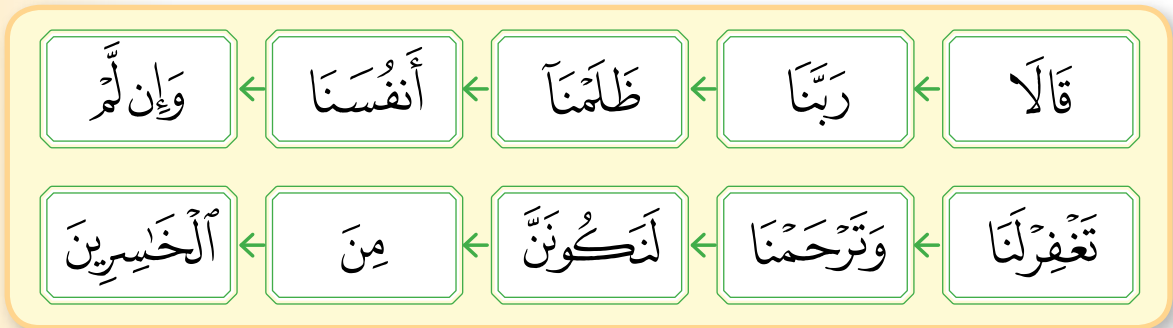 قَالَا رَبَّنَا ظَلَمۡنَآ أَنفُسَنَا وَإِن لَّمۡ
تَغۡفِرۡ لَنَا وَتَرۡحَمۡنَا لَنَكُونَنَّ مِنَ ٱلۡخَٰسِرِينَ